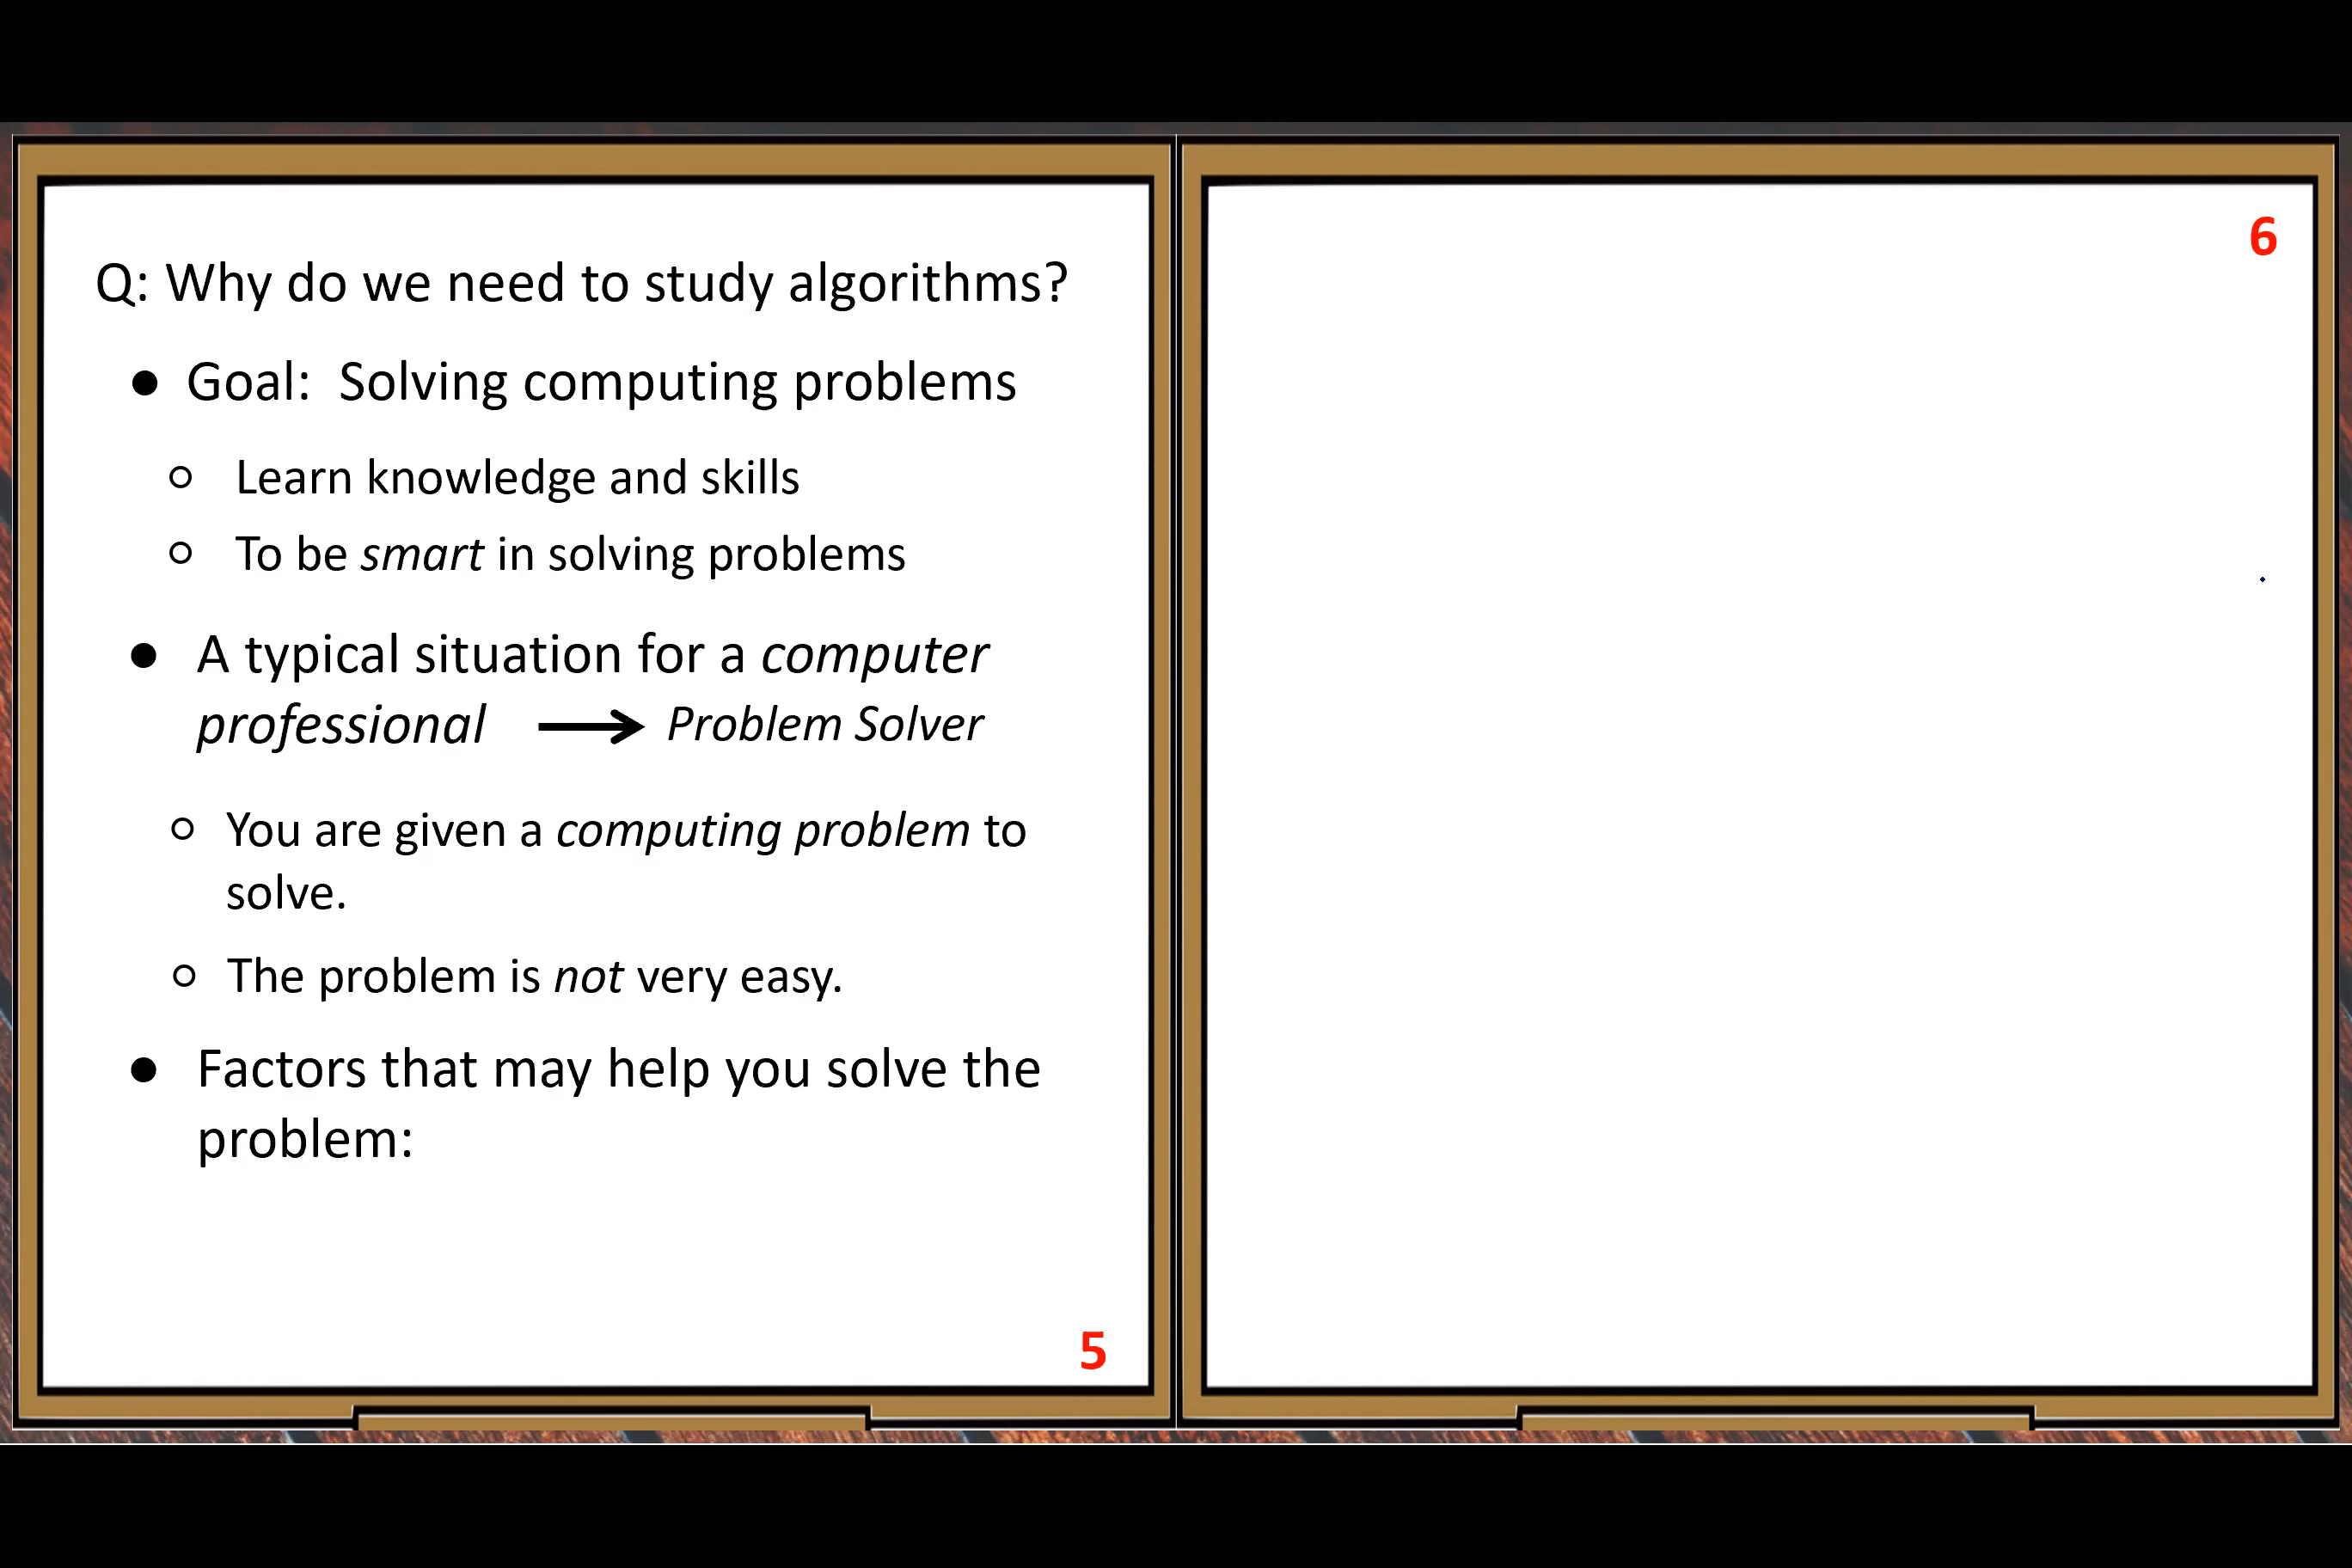 Q: Why do we need to study algorithms?
● Goal:  Solving computing problems
○ Learn knowledge and skills
○ To be smart in solving problems
● A typical situation for a computer
professional ⟶ Problem Solver
○ You are given a computing problem to
solve.
○ The problem is not very easy.
● Factors that may help you solve the
problem:
5
6